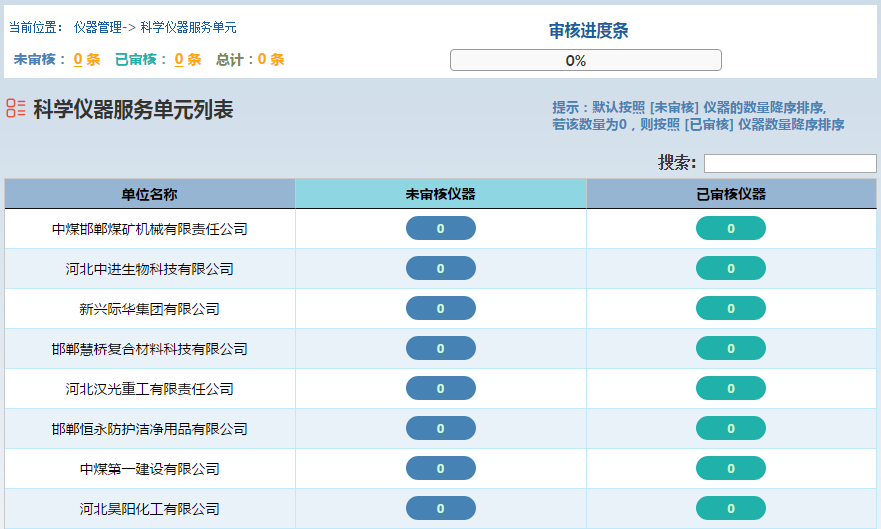 当前位置： 仪器管理-> 科学仪器服务单元
审核进度条
未审核： 0 条 已审核： 0 条 总计：0 条
0%
科学仪器服务单元列表
提示：默认按照 [未审核] 仪器的数量降序排序,
若该数量为0，则按照 [已审核] 仪器数量降序排序
搜索:
单位名称 未审核仪器 已审核仪器
中煤邯郸煤矿机械有限责任公司 0 0
河北中进生物科技有限公司 0 0
新兴际华集团有限公司 0 0
邯郸慧桥复合材料科技有限公司 0 0
河北汉光重工有限责任公司 0 0
邯郸恒永防护洁净用品有限公司 0 0
中煤第一建设有限公司 0 0
河北昊阳化工有限公司 0 0